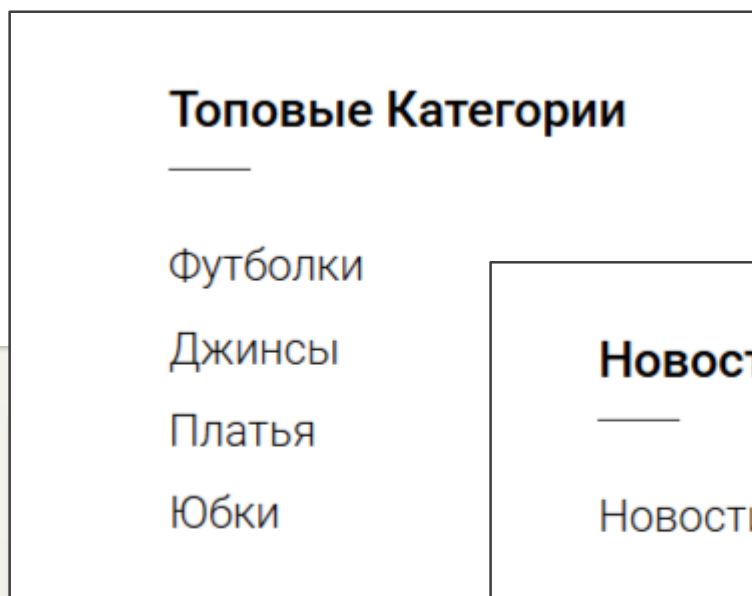 Топовые Категории
Футболки
Джинсы
Платья
Юбки